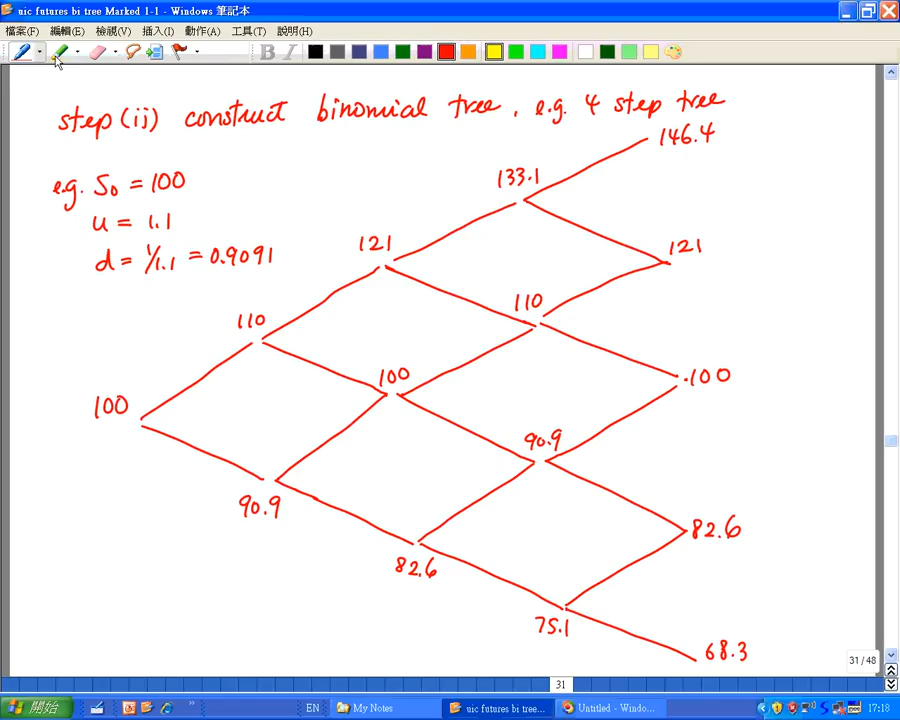 uic futures bi tree Marked 1-1 - Windows 筆記本
檔案(F) 編輯(E) 檢視(V) 插入(I) 動作(A) 工具(T) 說明(H)
B I
step (ii) construct binomial tree. e.g. 4 step tree
146.4
133.1
e.g. S0 = 100
u = 1.1
d = 1/1.1 = 0.9091
121
121
110
110
100
100
100
90.9
90.9
82.6
82.6
75.1
68.3
31 / 48
31
開始
EN
My Notes
uic futures bi tree...
Untitled - Window...
17:18